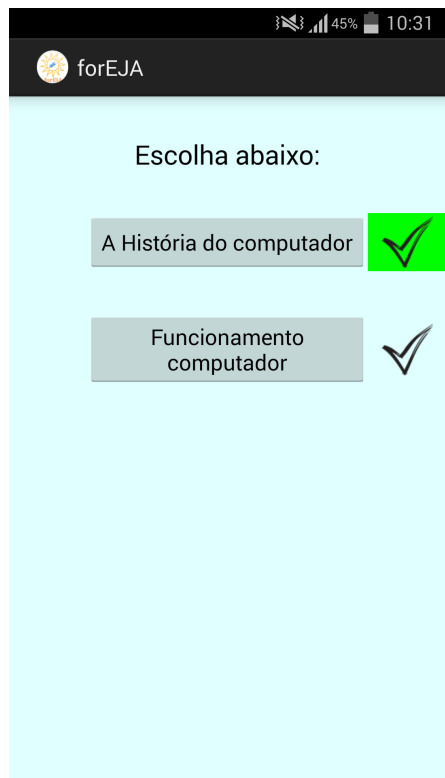 45% 10:31
forEJA
Escolha abaixo:
A História do computador
Funcionamento
computador